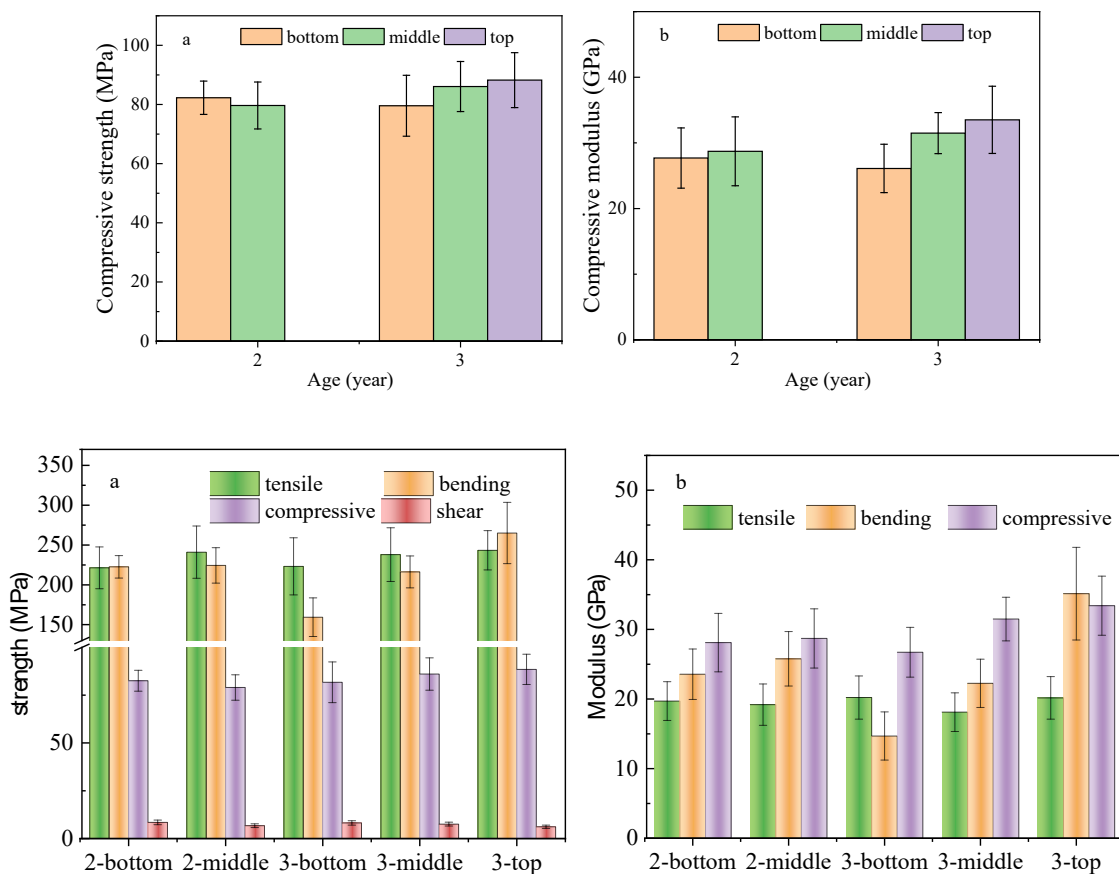 a
bottom middle top
100
80
60
40
20
0
Compressive strength (MPa)
2 3
Age (year)
b
bottom middle top
40
20
0
Compressive modulus (GPa)
2 3
Age (year)
a
tensile bending
compressive shear
350
300
250
200
150
50
0
strength (MPa)
2-bottom 2-middle 3-bottom 3-middle 3-top
b
tensile bending compressive
50
40
30
20
10
0
Modulus (GPa)
2-bottom 2-middle 3-bottom 3-middle 3-top